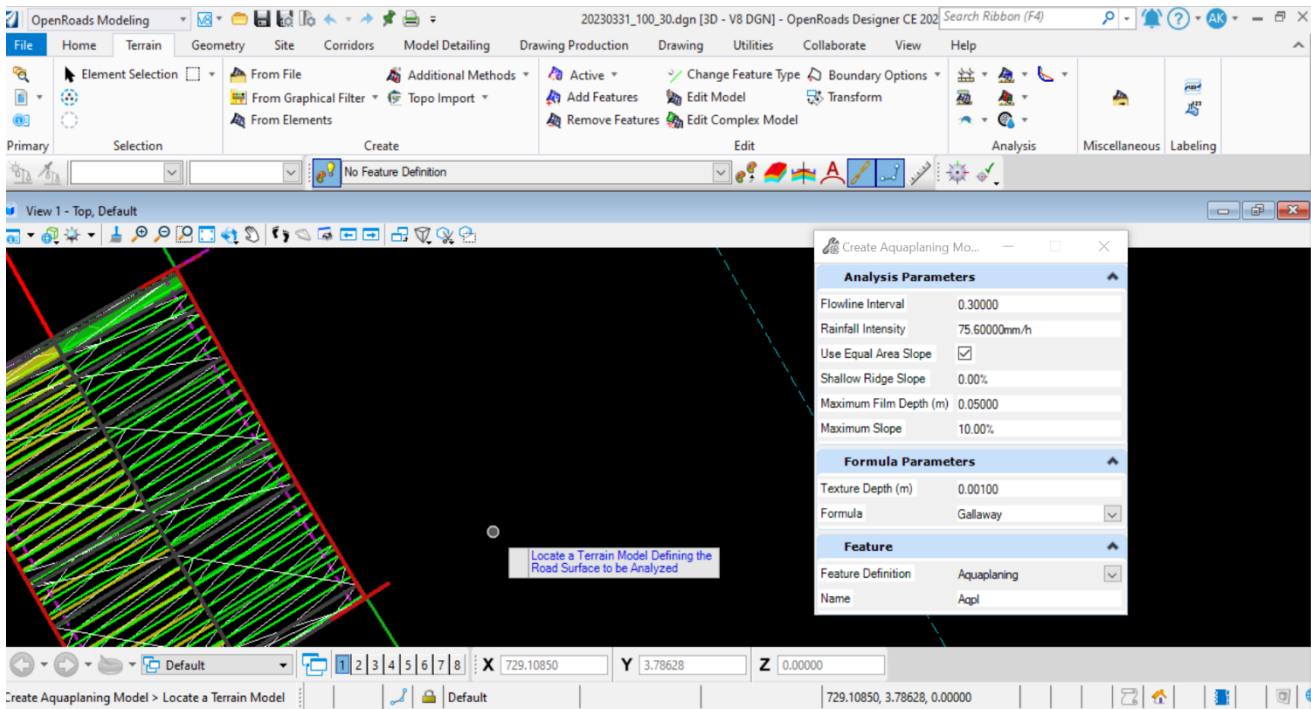 OpenRoads Modeling
20230331_100_30.dgn [3D - V8 DGN] - OpenRoads Designer CE 202
Search Ribbon (F4)
AK
File Home Terrain Geometry Site Corridors Model Detailing Drawing Production Drawing Utilities Collaborate View Help
Element Selection From File Additional Methods Active Change Feature Type Boundary Options
From Graphical Filter Topo Import Add Features Edit Model Transform
From Elements Remove Features Edit Complex Model
Primary Selection Create Edit Analysis Miscellaneous Labeling
No Feature Definition
View 1 - Top, Default
Create Aquaplaning Mo...
Analysis Parameters
Flowline Interval 0.30000
Rainfall Intensity 75.60000mm/h
Use Equal Area Slope
Shallow Ridge Slope 0.00%
Maximum Film Depth (m) 0.05000
Maximum Slope 10.00%
Formula Parameters
Texture Depth (m) 0.00100
Formula Gallaway
Feature
Feature Definition Aquaplaning
Name Aqpl
Locate a Terrain Model Defining the
Road Surface to be Analyzed
Default 1 2 3 4 5 6 7 8 X 729.10850 Y 3.78628 Z 0.00000
Create Aquaplaning Model > Locate a Terrain Model Default 729.10850, 3.78628, 0.00000